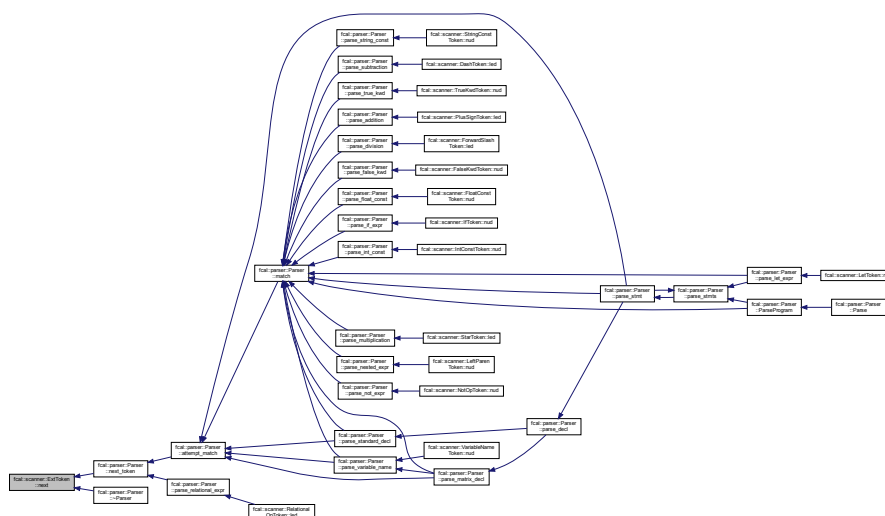 fcal::parser::Parser
::parse_string_const
fcal::scanner::StringConst
Token::nud
fcal::parser::Parser
::parse_subtraction
fcal::scanner::DashToken::led
fcal::parser::Parser
::parse_true_kwd
fcal::scanner::TrueKwdToken::nud
fcal::parser::Parser
::parse_addition
fcal::scanner::PlusSignToken::led
fcal::parser::Parser
::parse_division
fcal::scanner::ForwardSlash
Token::led
fcal::parser::Parser
::parse_false_kwd
fcal::scanner::FalseKwdToken::nud
fcal::parser::Parser
::parse_float_const
fcal::scanner::FloatConst
Token::nud
fcal::parser::Parser
::parse_if_expr
fcal::scanner::IfToken::nud
fcal::parser::Parser
::parse_int_const
fcal::scanner::IntConstToken::nud
fcal::parser::Parser
::match
fcal::parser::Parser
::parse_let_expr
fcal::scanner::LetToken::n
fcal::parser::Parser
::parse_stmt
fcal::parser::Parser
::parse_stmts
fcal::parser::Parser
::ParseProgram
fcal::parser::Parser
::Parse
fcal::parser::Parser
::parse_multiplication
fcal::scanner::StarToken::led
fcal::parser::Parser
::parse_nested_expr
fcal::scanner::LeftParen
Token::nud
fcal::parser::Parser
::parse_not_expr
fcal::scanner::NotOpToken::nud
fcal::parser::Parser
::parse_decl
fcal::parser::Parser
::parse_standard_decl
fcal::parser::Parser
::attempt_match
fcal::scanner::VariableName
Token::nud
fcal::parser::Parser
::parse_variable_name
fcal::parser::Parser
::parse_matrix_decl
fcal::parser::Parser
::next_token
fcal::scanner::ExtToken
::next
fcal::parser::Parser
::parse_relational_expr
fcal::parser::Parser
::~Parser
fcal::scanner::Relational
OpToken::led